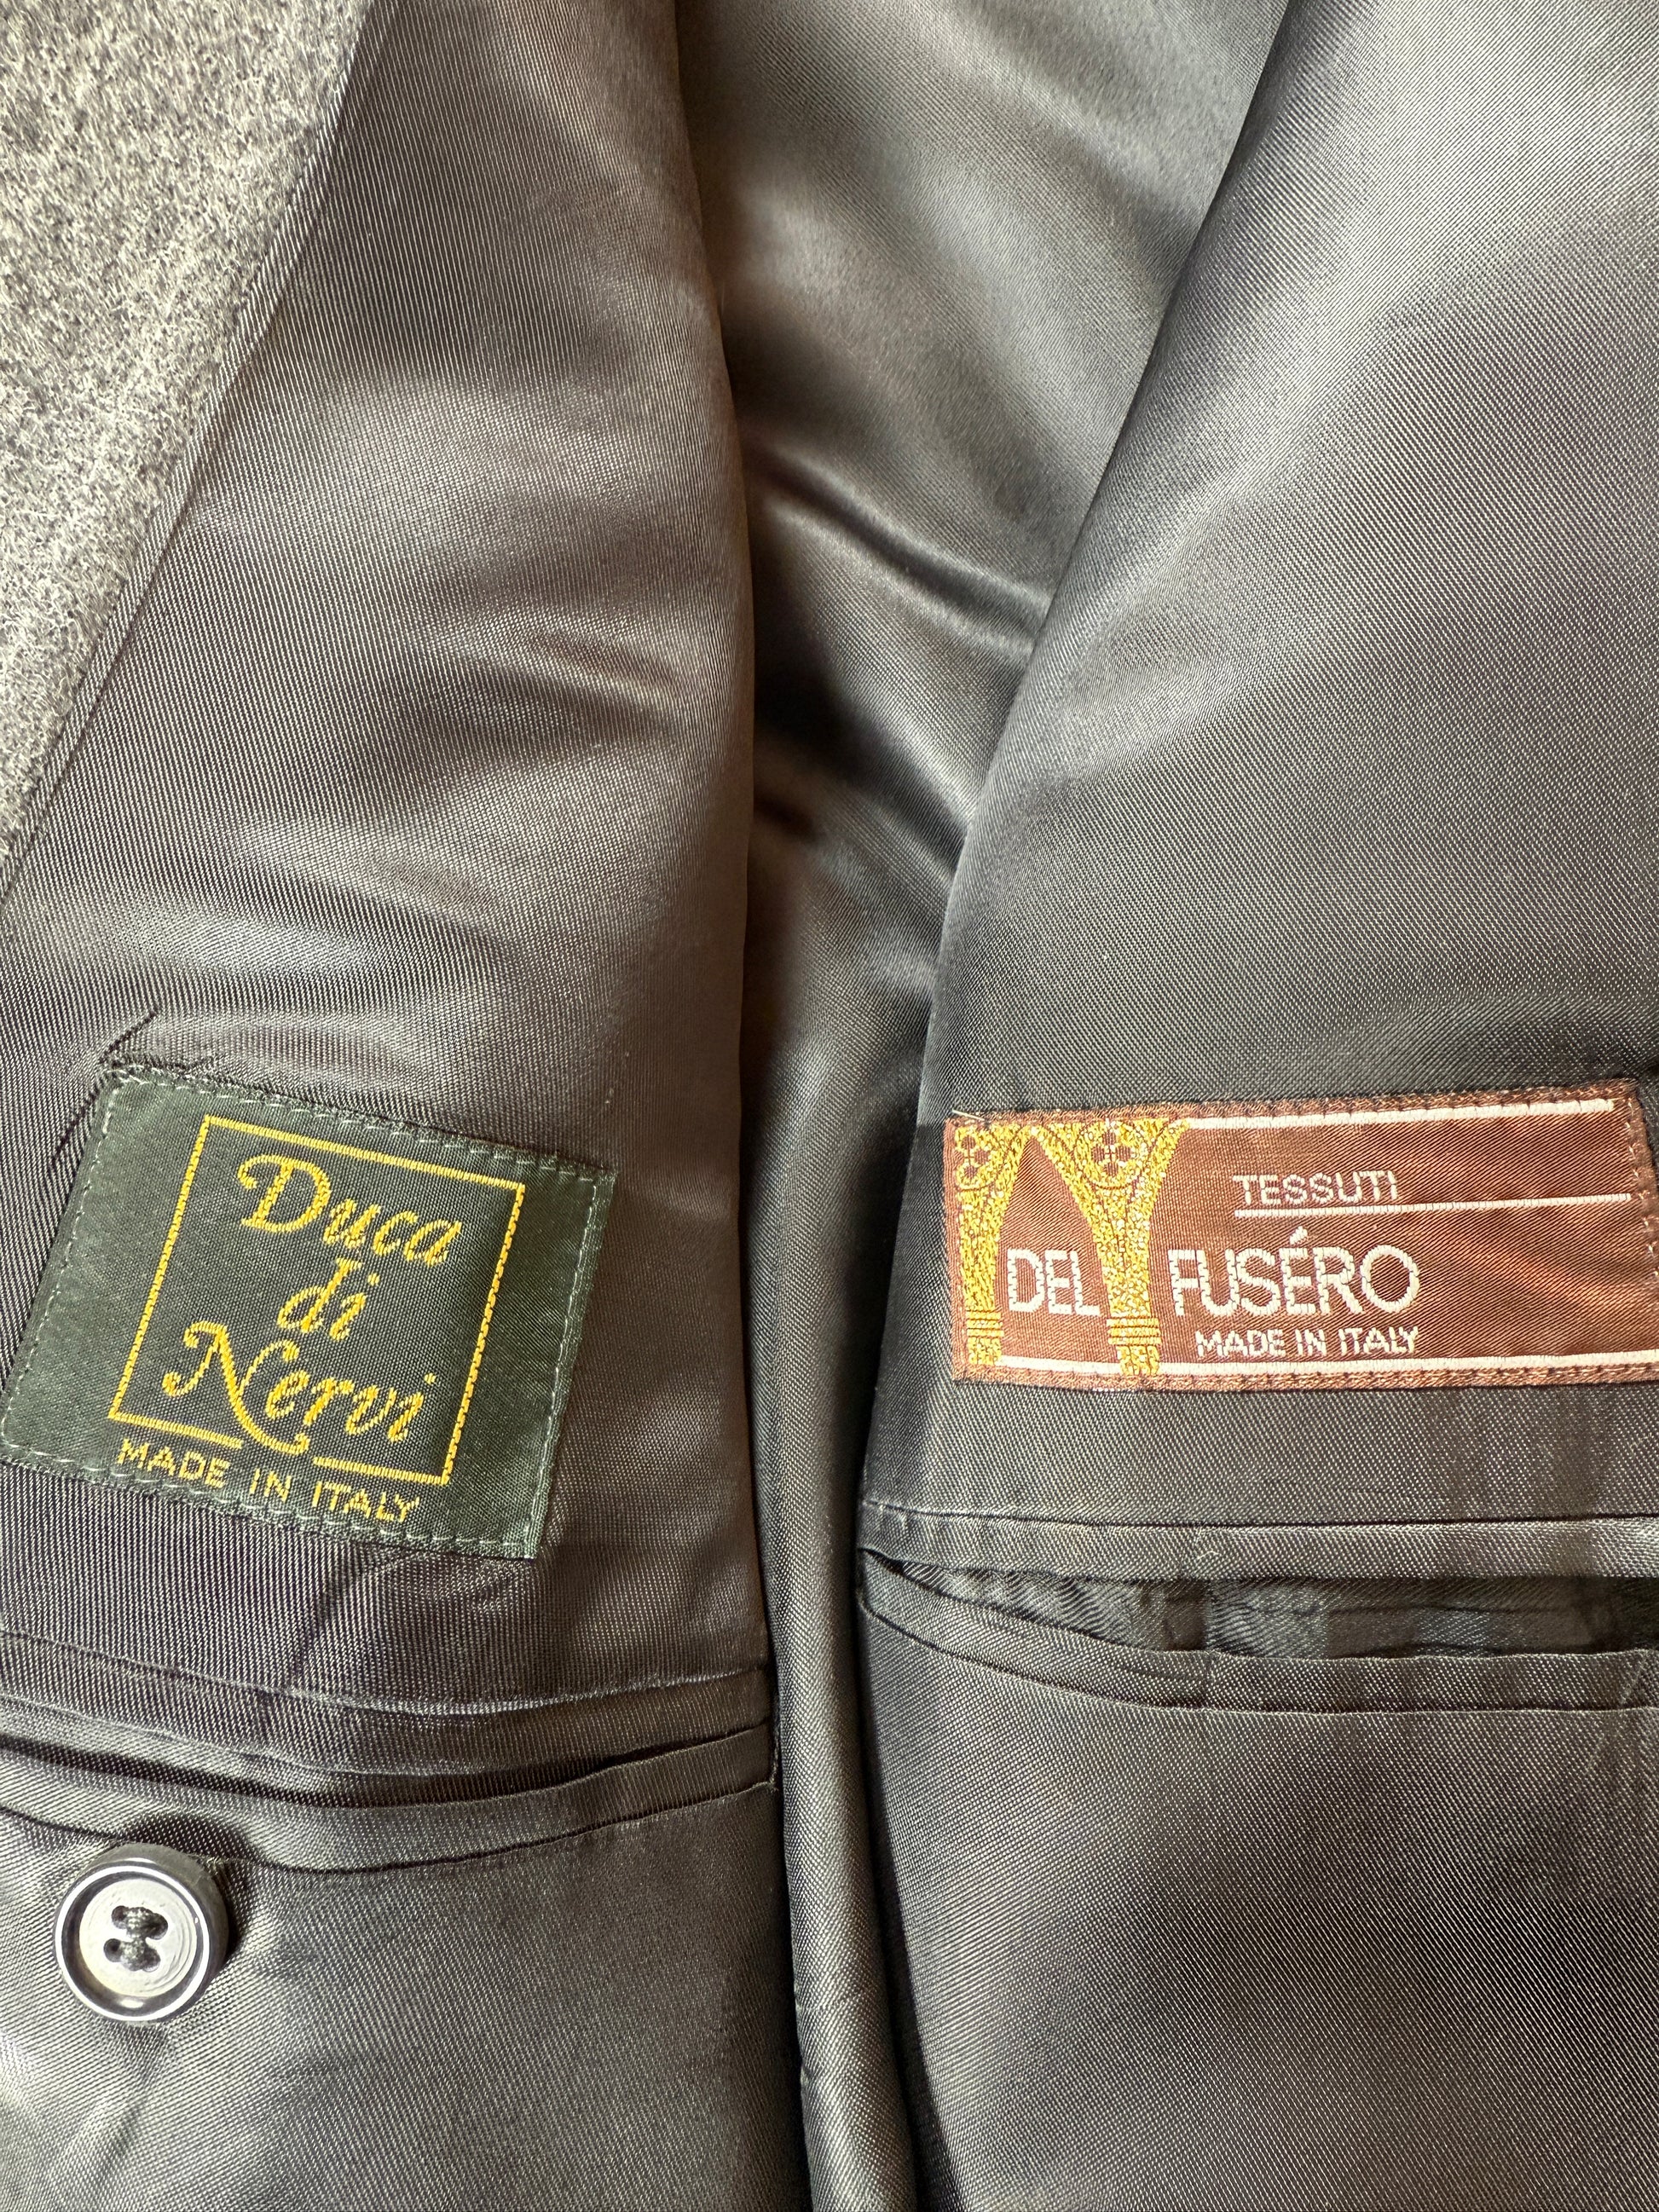 Duca
di
Nervi
MADE IN ITALY
TESSUTI
DEL FUSÉRO
MADE IN ITALY